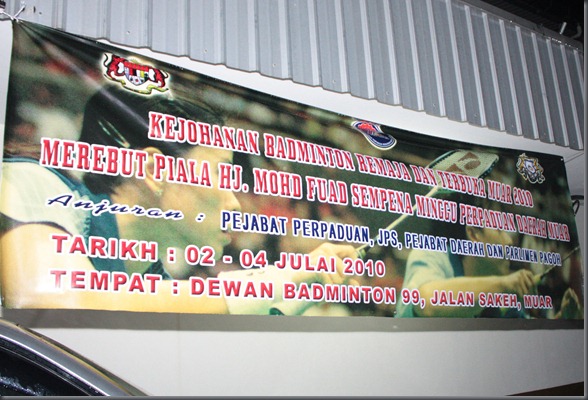 KEJOHANAN BADMINTON REMAJA DAN TERBUKA MUAR 2010
MEREBUT PIALA HJ. MOHD FUAD SEMPENA MINGGU PERPADUAN DAERAH MUAR
Anjuran : PEJABAT PERPADUAN, JPS, PEJABAT DAERAH DAN PARLIMEN PAGOH
TARIKH : 02 - 04 JULAI 2010
TEMPAT : DEWAN BADMINTON 99, JALAN SAKEH, MUAR